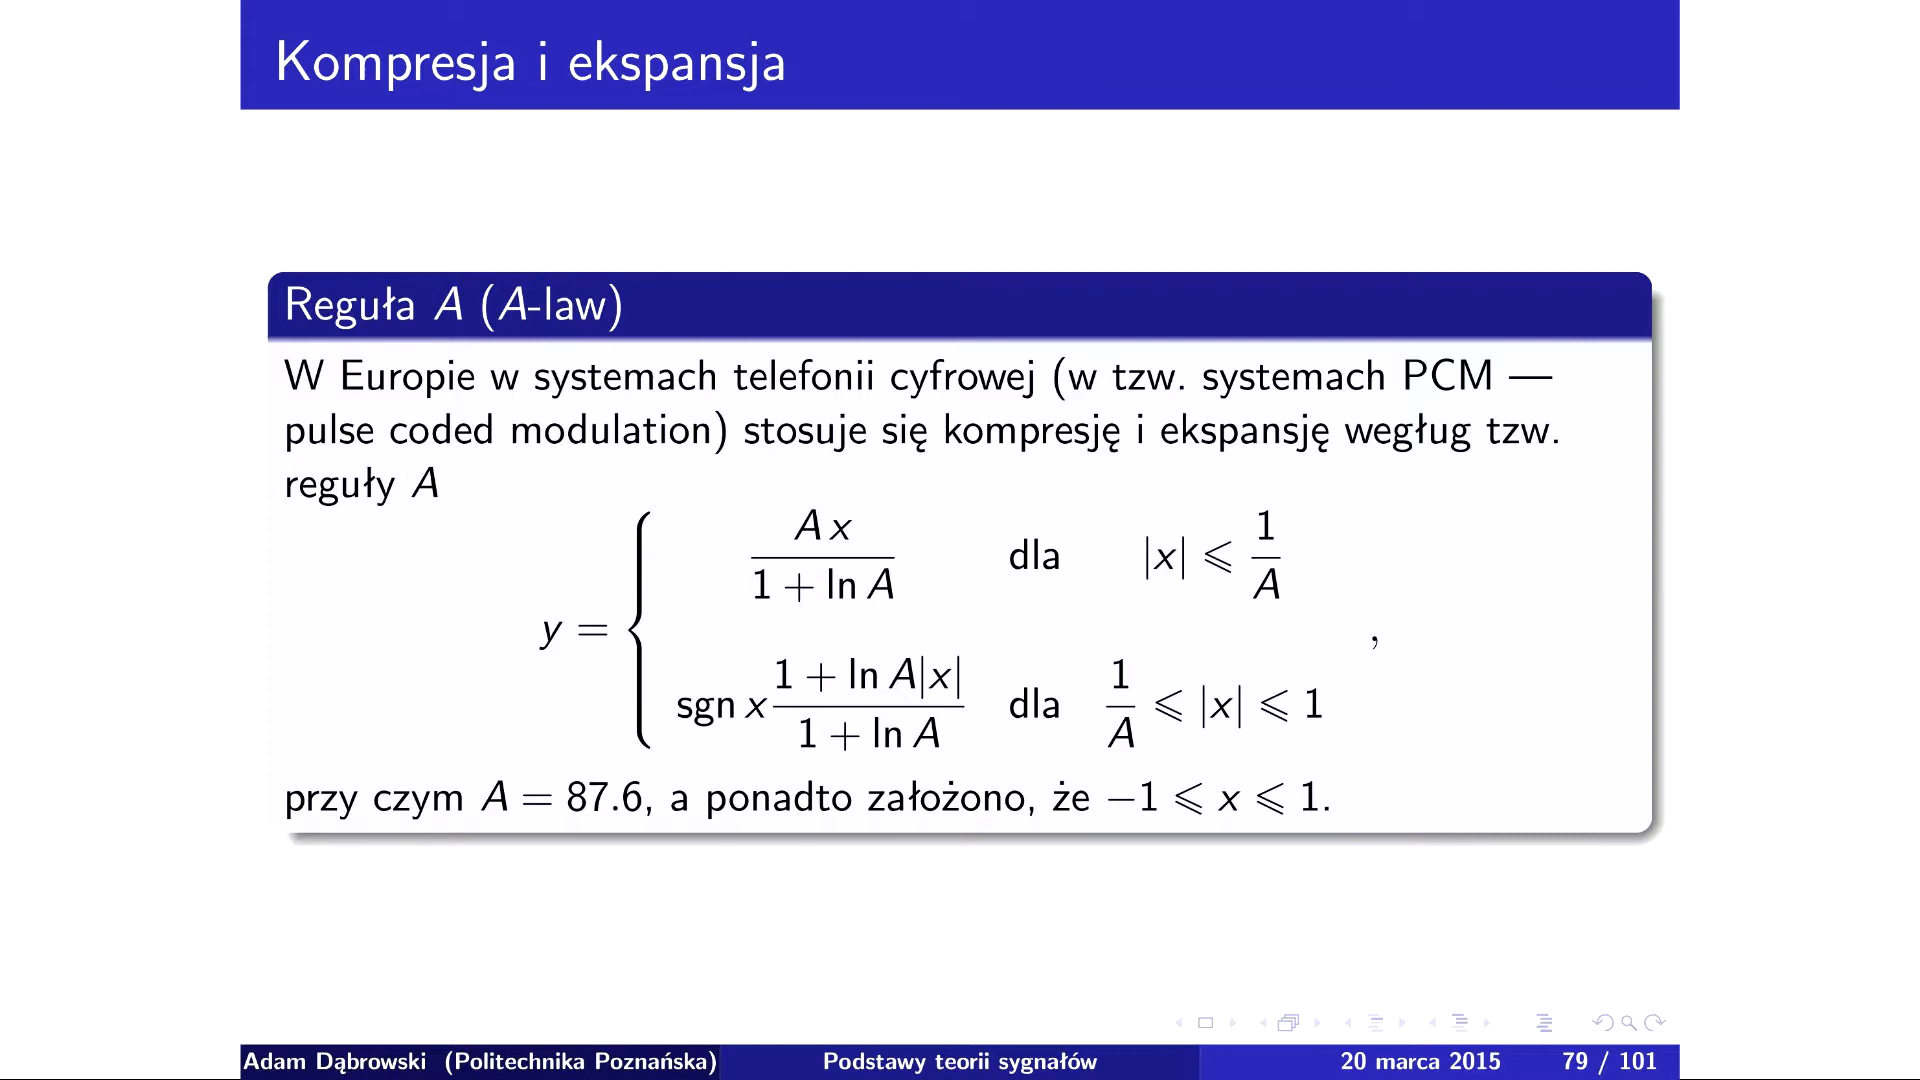 Kompresja i ekspansja
Reguła A (A-law)
W Europie w systemach telefonii cyfrowej (w tzw. systemach PCM —
pulse coded modulation) stosuje się kompresję i ekspansję wegług tzw.
reguły A
y = { A x / (1 + ln A) dla |x| ⩽ 1/A
sgn x (1 + ln A|x|) / (1 + ln A) dla 1/A ⩽ |x| ⩽ 1 ,
przy czym A = 87.6, a ponadto założono, że −1 ⩽ x ⩽ 1.
Adam Dąbrowski (Politechnika Poznańska) Podstawy teorii sygnałów 20 marca 2015 79 / 101